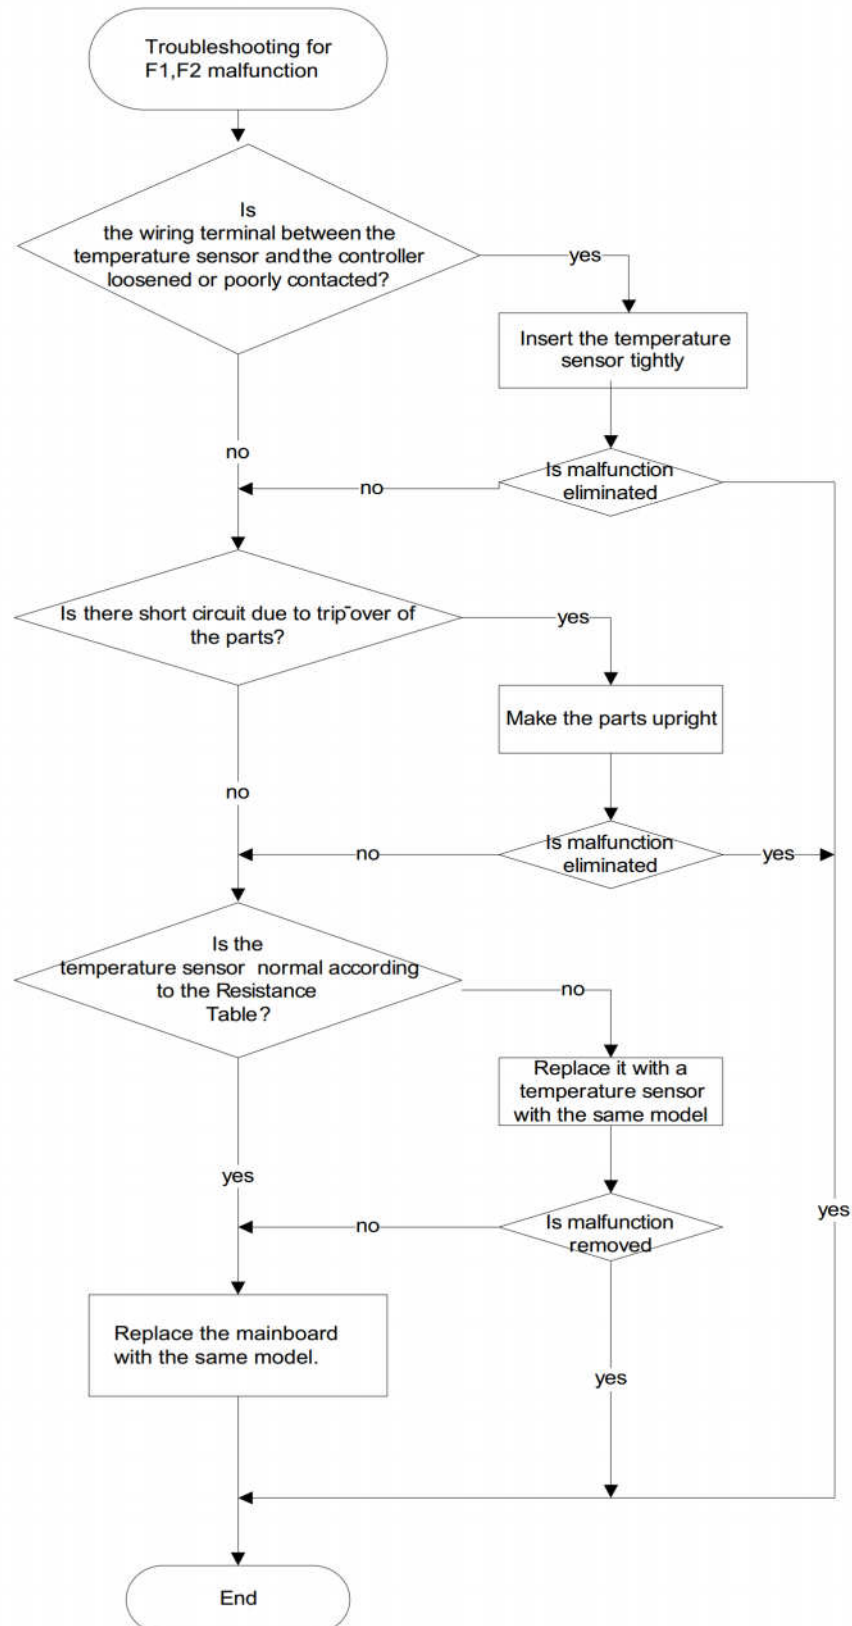 Troubleshooting for
F1,F2 malfunction
Is
the wiring terminal between the
temperature sensor and the controller
loosened or poorly contacted?
yes
Insert the temperature
sensor tightly
no
Is malfunction
eliminated
no
Is there short circuit due to trip-over of
the parts?
yes
Make the parts upright
no
Is malfunction
eliminated
no
yes
Is the
temperature sensor normal according
to the Resistance
Table?
no
Replace it with a
temperature sensor
with the same model
yes
Is malfunction
removed
no
yes
Replace the mainboard
with the same model.
yes
End